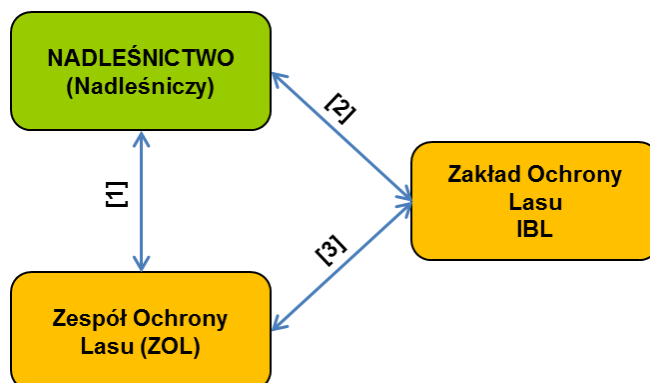 NADLEŚNICTWO
(Nadleśniczy)
[2]
[1]
Zakład Ochrony
Lasu
IBL
[3]
Zespół Ochrony
Lasu (ZOL)